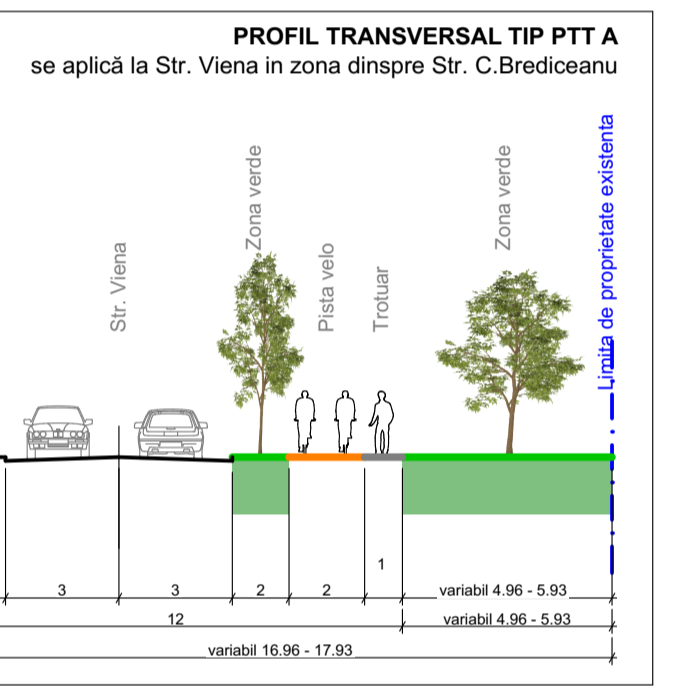 PROFIL TRANSVERSAL TIP PTT A
se aplică la Str. Viena in zona dinspre Str. C.Brediceanu
Str. Viena
Zona verde
Pista velo
Trotuar
Zona verde
Limita de proprietate existenta
1
3
3
2
2
variabil 4.96 - 5.93
12
variabil 4.96 - 5.93
variabil 16.96 - 17.93